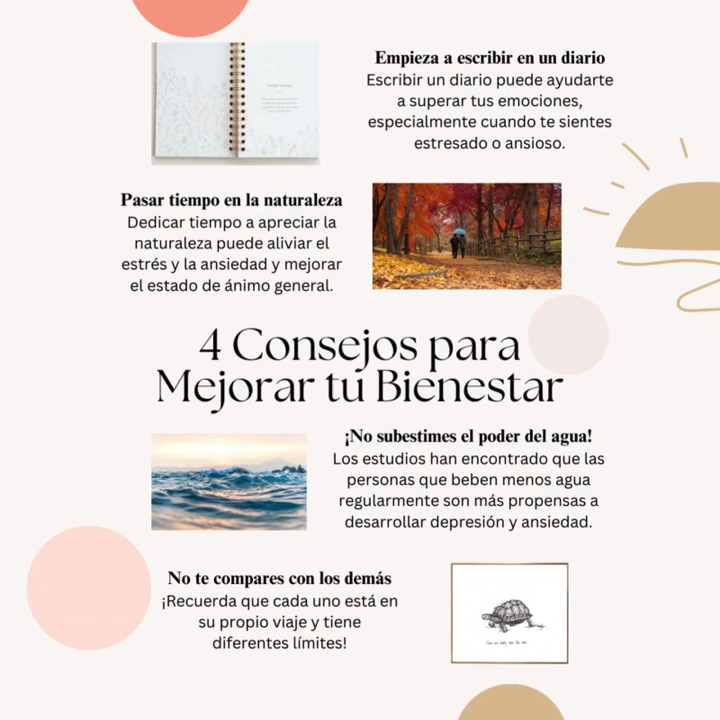 Empieza a escribir en un diario
Escribir un diario puede ayudarte
a superar tus emociones,
especialmente cuando te sientes
estresado o ansioso.
Pasar tiempo en la naturaleza
Dedicar tiempo a apreciar la
naturaleza puede aliviar el
estrés y la ansiedad y mejorar
el estado de ánimo general.
4 Consejos para
Mejorar tu Bienestar
¡No subestimes el poder del agua!
Los estudios han encontrado que las
personas que beben menos agua
regularmente son más propensas a
desarrollar depresión y ansiedad.
No te compares con los demás
¡Recuerda que cada uno está en
su propio viaje y tiene
diferentes límites!